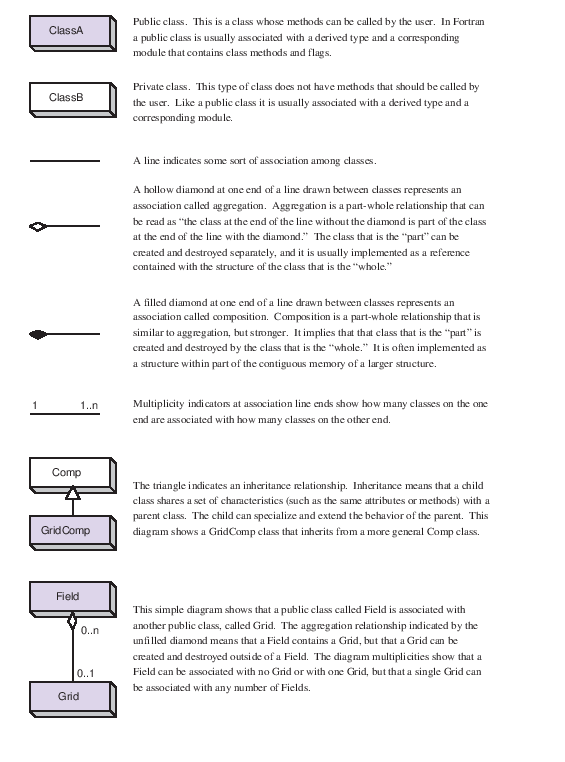 ClassA
Public class.  This is a class whose methods can be called by the user.  In Fortran
a public class is usually associated with a derived type and a corresponding
module that contains class methods and flags.
ClassB
Private class.  This type of class does not have methods that should be called by
the user.  Like a public class it is usually associated with a derived type and a
corresponding module.
A line indicates some sort of association among classes.
A hollow diamond at one end of a line drawn between classes represents an
association called aggregation.  Aggregation is a part-whole relationship that can
be read as “the class at the end of the line without the diamond is part of the class
at the end of the line with the diamond.”  The class that is the “part” can be
created and destroyed separately, and it is usually implemented as a reference
contained with the structure of the class that is the “whole.”
A filled diamond at one end of a line drawn between classes represents an
association called composition.  Composition is a part-whole relationship that is
similar to aggregation, but stronger.  It implies that that class that is the “part” is
created and destroyed by the class that is the “whole.”  It is often implemented as
a structure within part of the contiguous memory of a larger structure.
1 1..n
Multiplicity indicators at association line ends show how many classes on the one
end are associated with how many classes on the other end.
Comp
GridComp
The triangle indicates an inheritance relationship.  Inheritance means that a child
class shares a set of characteristics (such as the same attributes or methods) with a
parent class.  The child can specialize and extend the behavior of the parent.  This
diagram shows a GridComp class that inherits from a more general Comp class.
Field
0..n
0..1
Grid
This simple diagram shows that a public class called Field is associated with
another public class, called Grid.  The aggregation relationship indicated by the
unfilled diamond means that a Field contains a Grid, but that a Grid can be
created and destroyed outside of a Field.  The diagram multiplicities show that a
Field can be associated with no Grid or with one Grid, but that a single Grid can
be associated with any number of Fields.